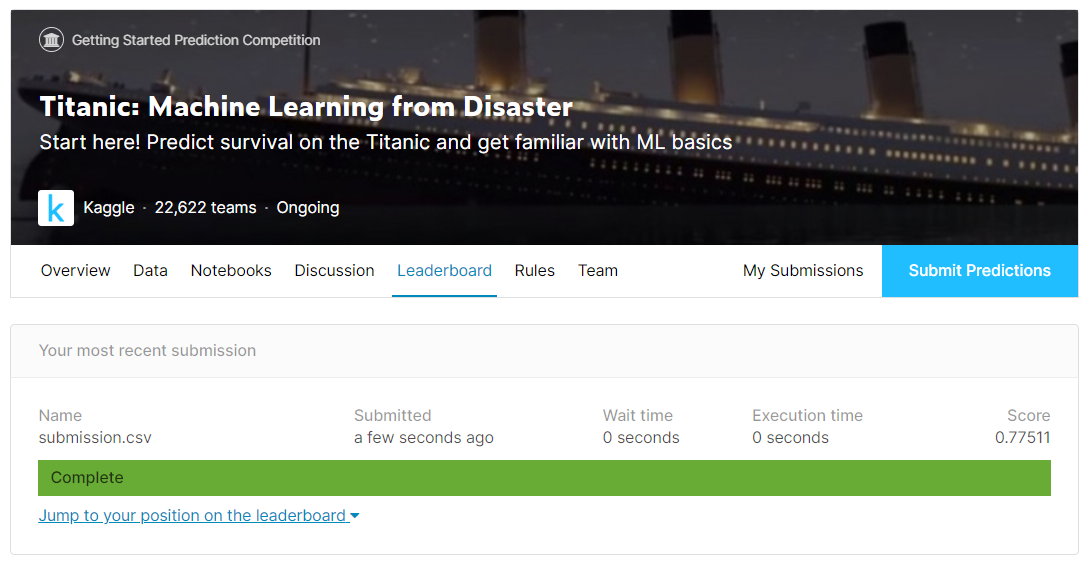 Getting Started Prediction Competition
Titanic: Machine Learning from Disaster
Start here! Predict survival on the Titanic and get familiar with ML basics
k Kaggle · 22,622 teams · Ongoing
Overview Data Notebooks Discussion Leaderboard Rules Team My Submissions Submit Predictions
Your most recent submission
Name Submitted Wait time Execution time Score
submission.csv a few seconds ago 0 seconds 0 seconds 0.77511
Complete
Jump to your position on the leaderboard